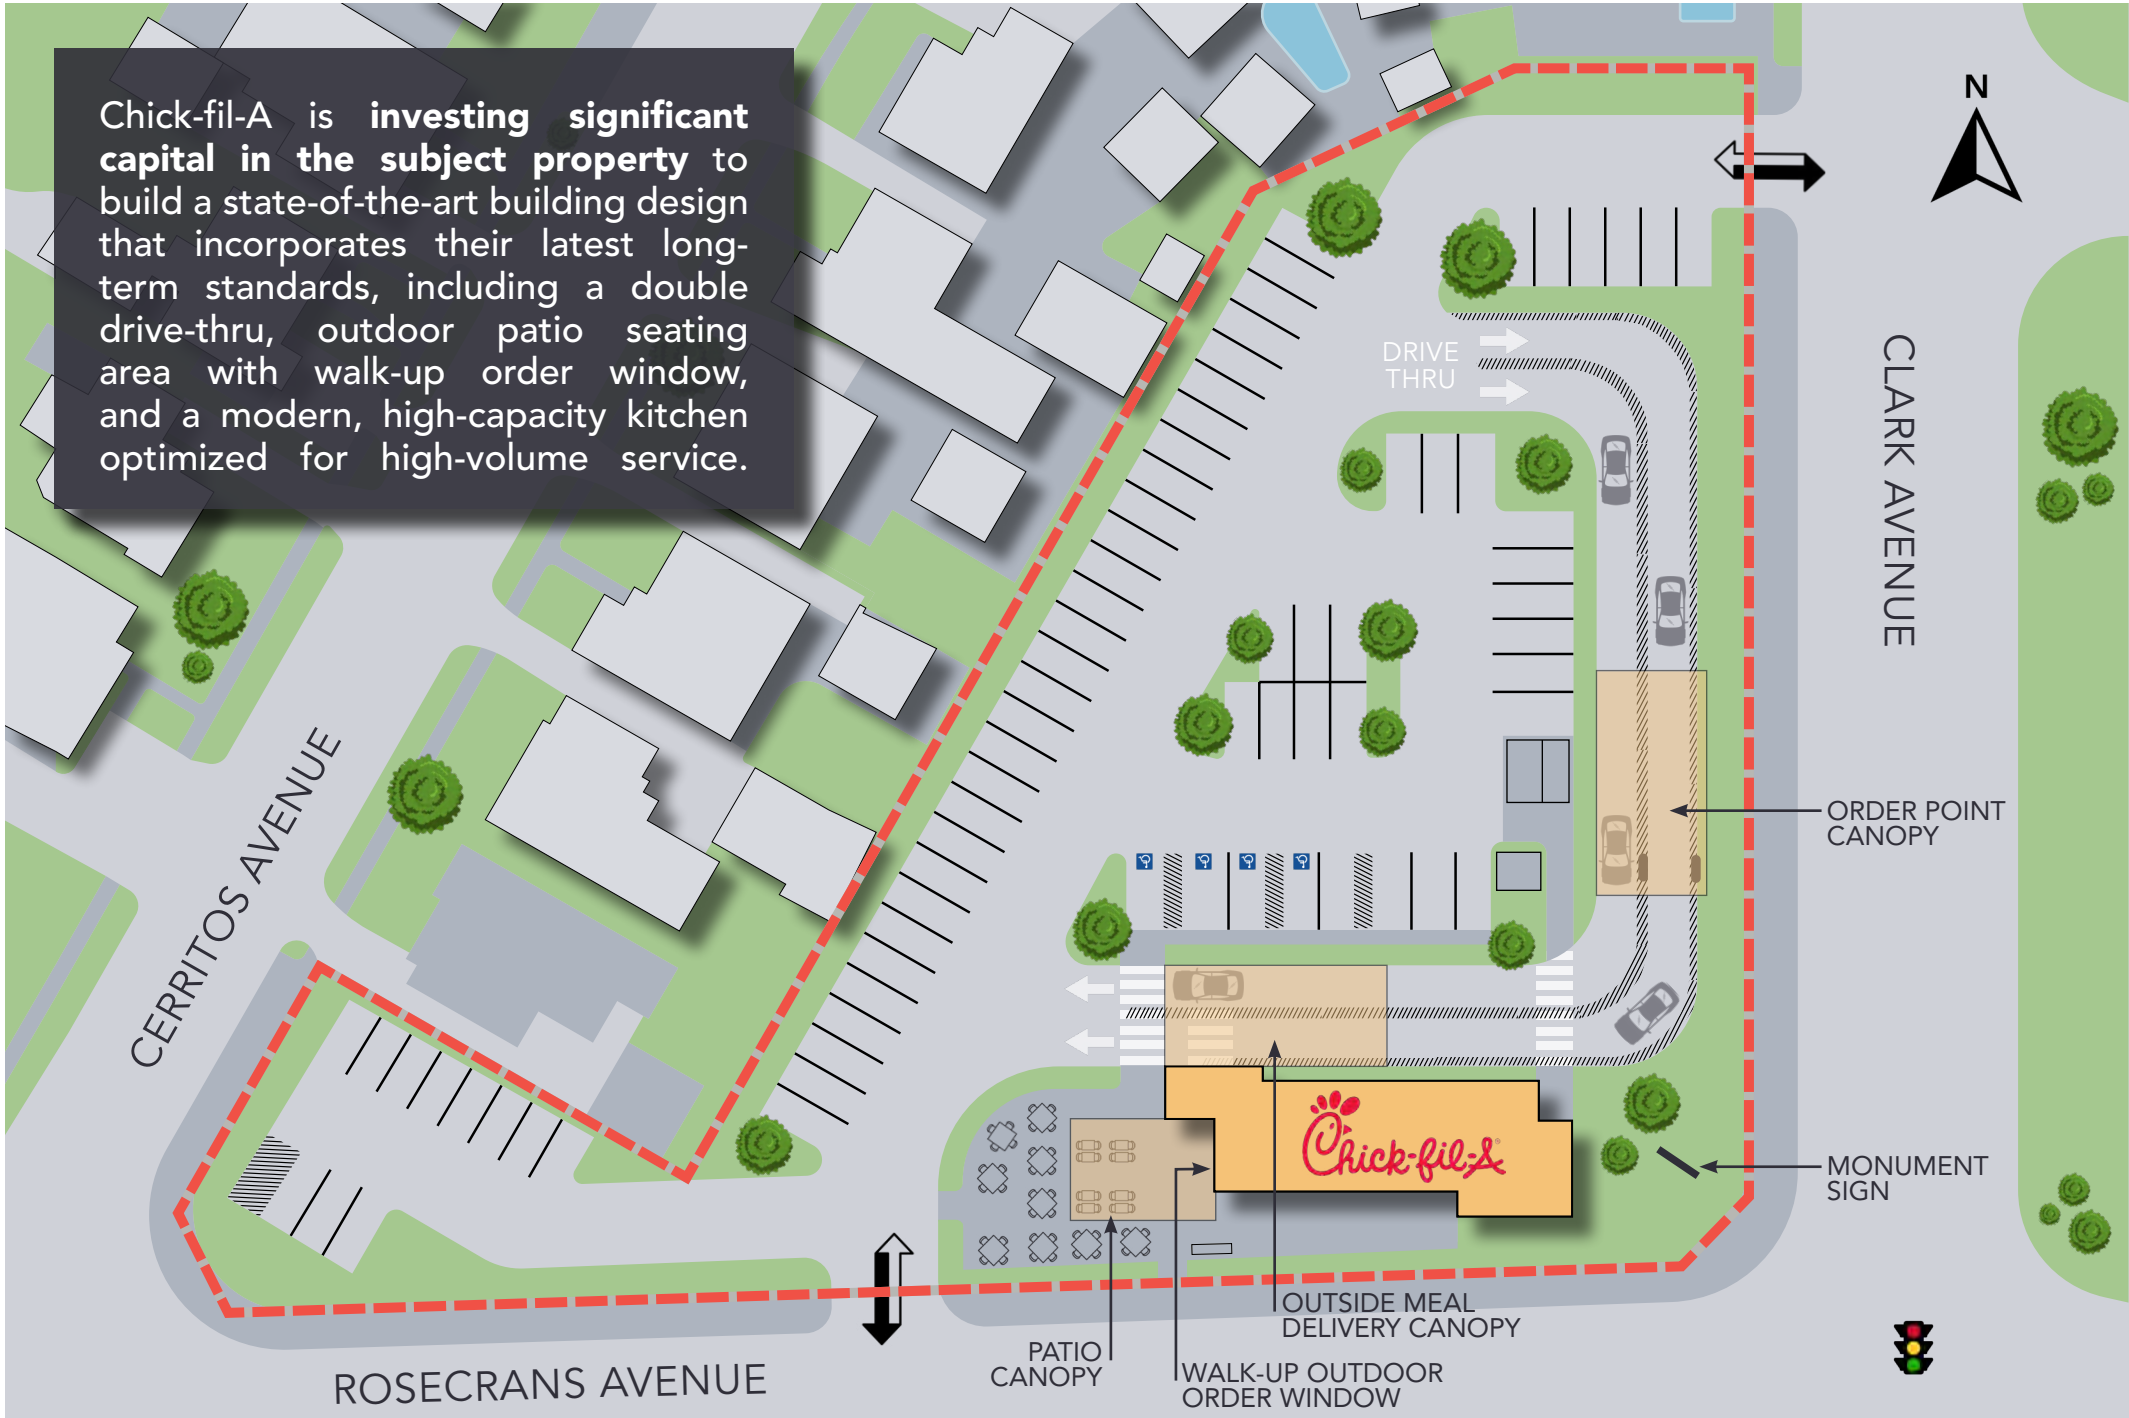 Chick-fil-A is investing significant
capital in the subject property to
build a state-of-the-art building design
that incorporates their latest long-
term standards, including a double
drive-thru, outdoor patio seating
area with walk-up order window,
and a modern, high-capacity kitchen
optimized for high-volume service.
N
DRIVE
THRU
CLARK AVENUE
ORDER POINT
CANOPY
CERRITOS AVENUE
Chick-fil-A®
MONUMENT
SIGN
OUTSIDE MEAL
DELIVERY CANOPY
PATIO
CANOPY
WALK-UP OUTDOOR
ORDER WINDOW
ROSECRANS AVENUE